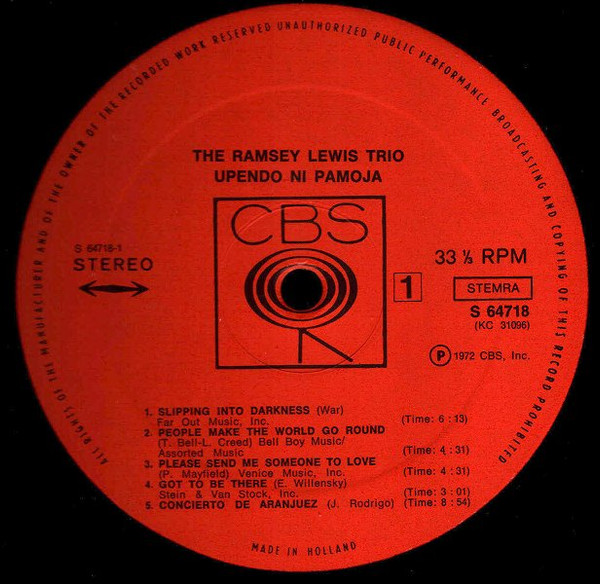 ALL RIGHTS OF THE MANUFACTURER AND OF THE OWNER OF THE RECORDED WORK RESERVED UNAUTHORIZED PUBLIC PERFORMANCE BROADCASTING AND COPYING OF THIS RECORD PROHIBITED
THE RAMSEY LEWIS TRIO
UPENDO NI PAMOJA
CBS
S 64718-1
STEREO
1
33 ⅓ RPM
STEMRA
S 64718
(KC 31096)
Ⓟ 1972 CBS, Inc.
1. SLIPPING INTO DARKNESS (War)
Far Out Music, Inc. (Time: 6 : 13)
2. PEOPLE MAKE THE WORLD GO ROUND
(T. Bell-L. Creed) Bell Boy Music/
Assorted Music (Time: 4 : 31)
3. PLEASE SEND ME SOMEONE TO LOVE
(P. Mayfield) Venice Music, Inc. (Time: 4 : 31)
4. GOT TO BE THERE (E. Willensky)
Stein & Van Stock, Inc. (Time: 3 : 01)
5. CONCIERTO DE ARANJUEZ (J. Rodrigo) (Time: 8 : 54)
MADE IN HOLLAND